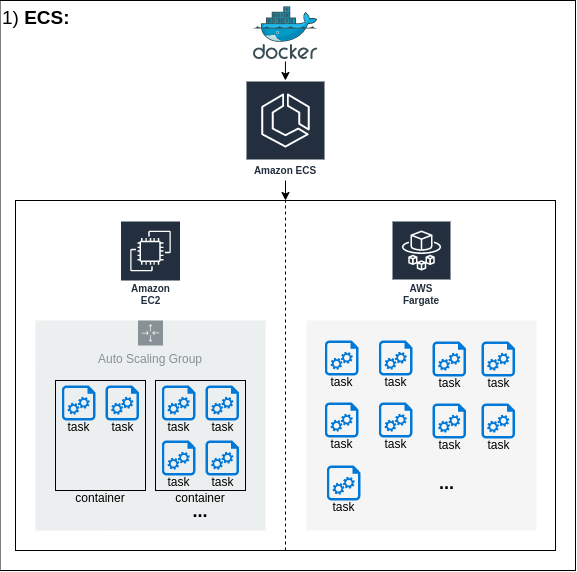 1) ECS:
docker
Amazon ECS
Amazon
EC2
AWS
Fargate
Auto Scaling Group
task task task task
task task
container container
...
task task task task
task task task task
task
...